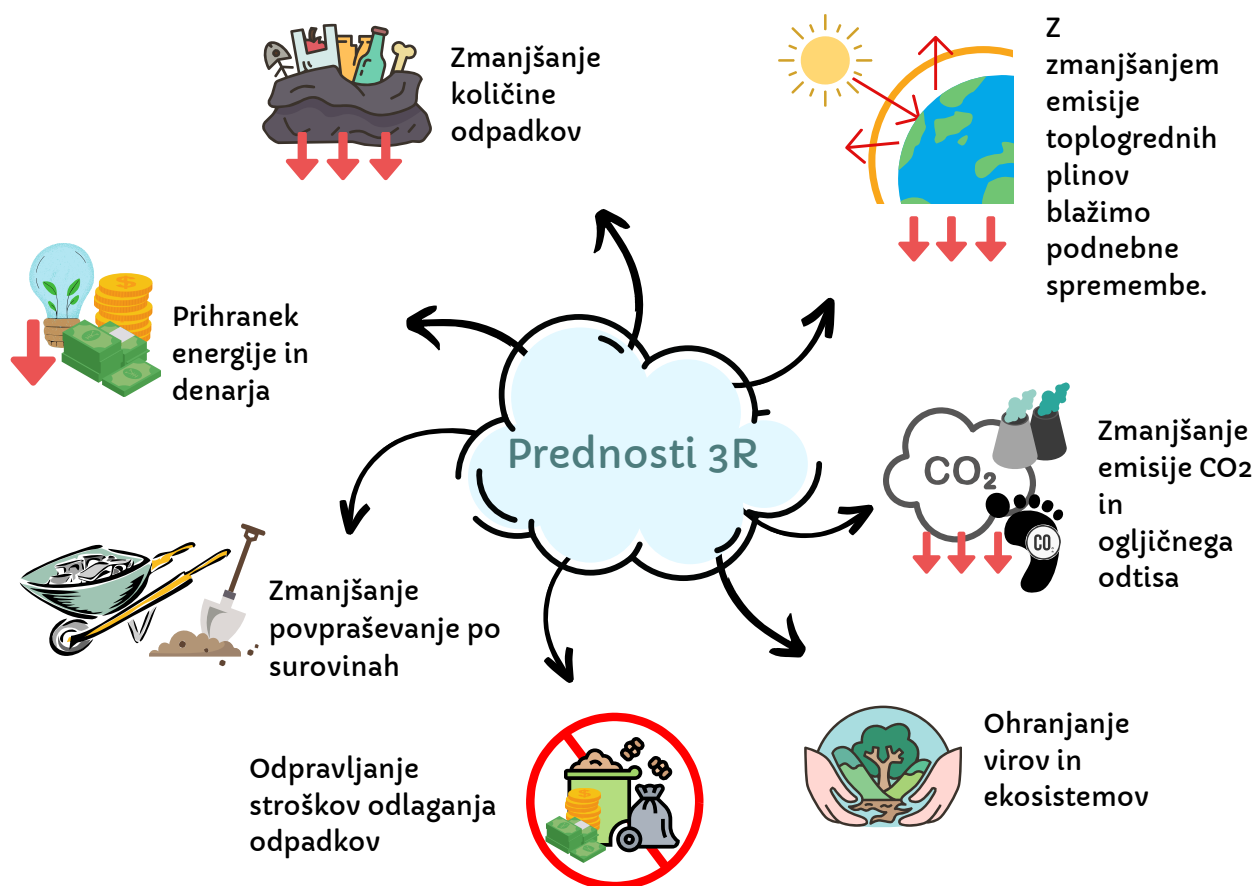 Zmanjšanje
količine
odpadkov
Z
zmanjšanjem
emisije
toplogrednih
plinov
blažimo
podnebne
spremembe.
Prihranek
energije in
denarja
Prednosti 3R
CO₂
CO₂
Zmanjšanje
emisije CO2
in
ogljičnega
odtisa
Zmanjšanje
povpraševanje po
surovinah
Odpravljanje
stroškov odlaganja
odpadkov
Ohranjanje
virov in
ekosistemov